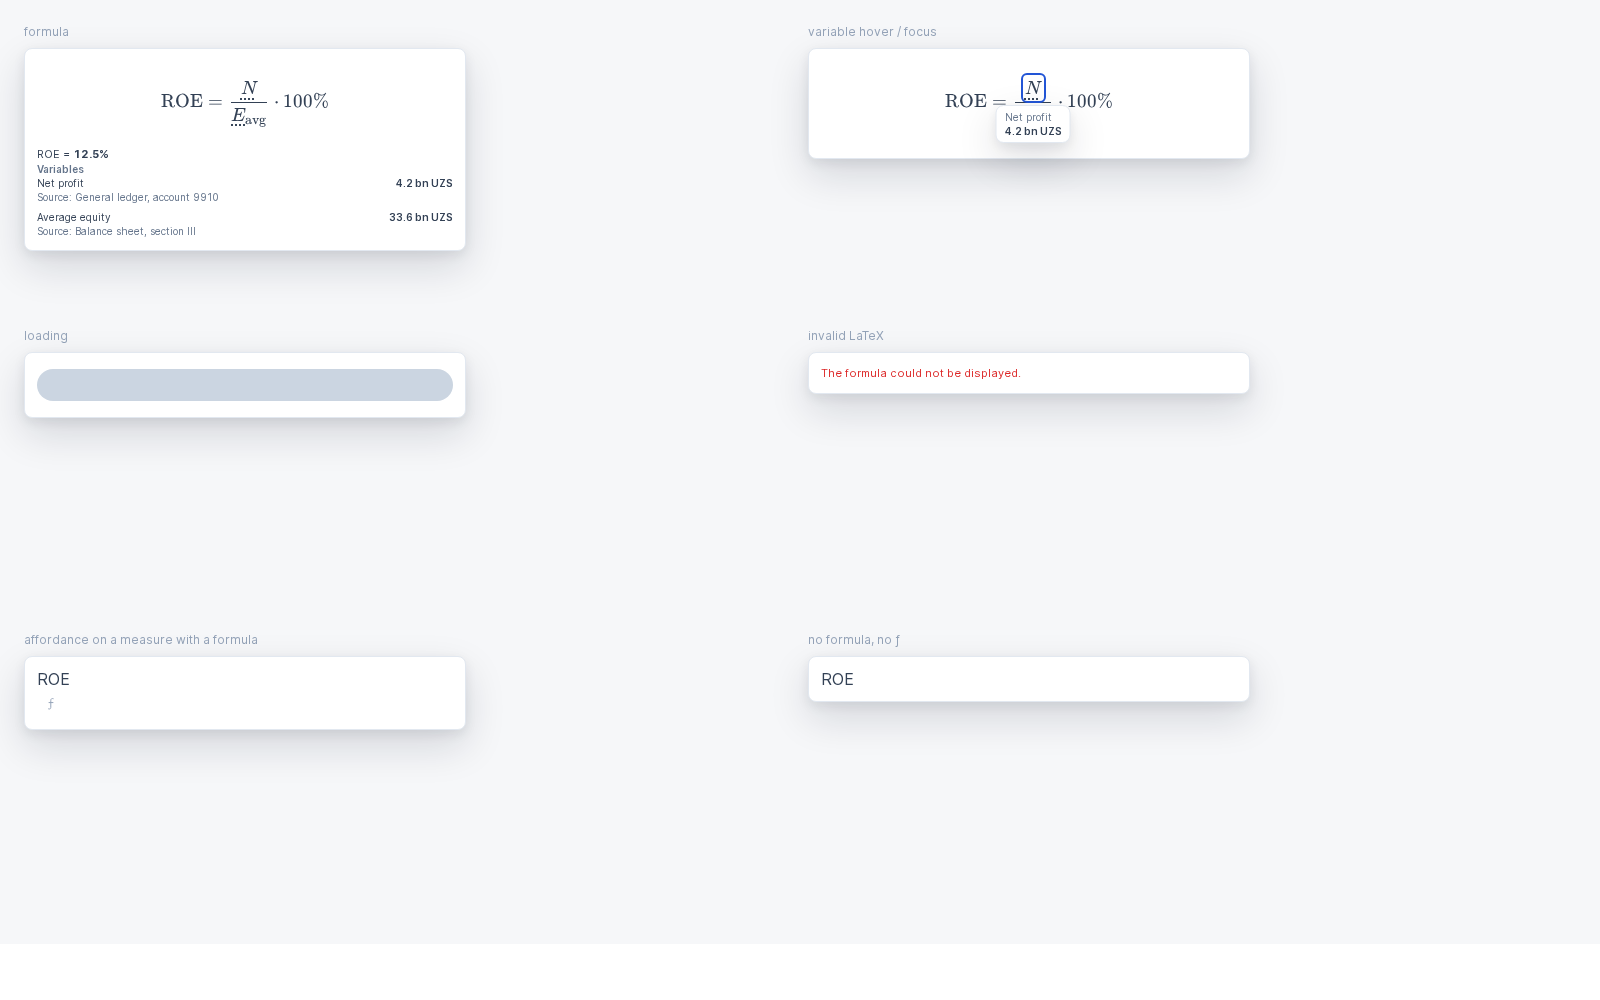 formula
ROE = N / E_avg · 100%
ROE = 12.5%
Variables
Net profit 4.2 bn UZS
Source: General ledger, account 9910
Average equity 33.6 bn UZS
Source: Balance sheet, section III
variable hover / focus
ROE = N · 100%
Net profit
4.2 bn UZS
loading
invalid LaTeX
The formula could not be displayed.
affordance on a measure with a formula
ROE
ƒ
no formula, no ƒ
ROE